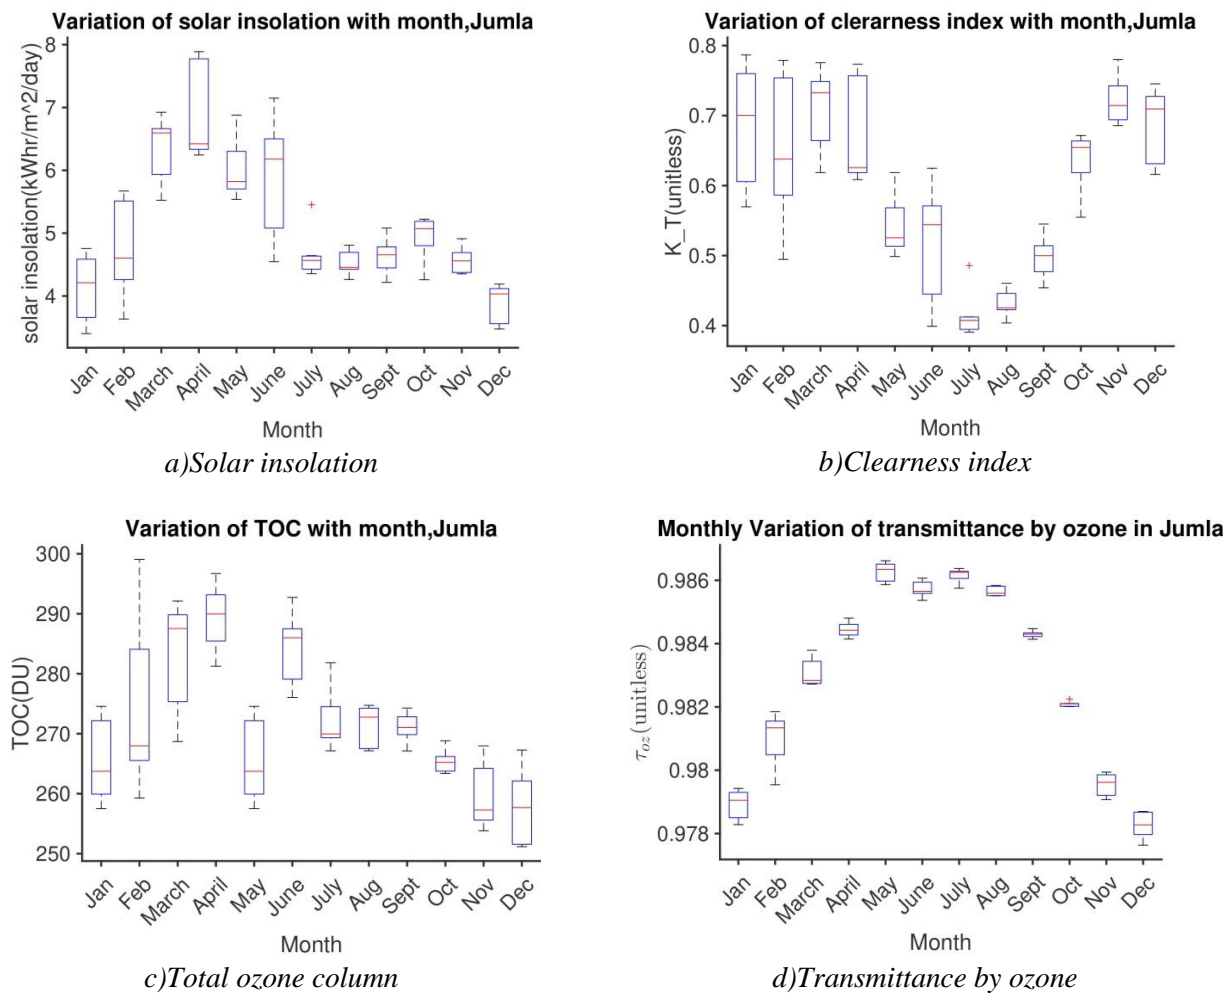 Variation of solar insolation with month,Jumla
solar insolation(kWhr/m^2/day)
8
7
6
5
4
Jan Feb March April May June July Aug Sept Oct Nov Dec
Month
a)Solar insolation
Variation of clerarness index with month,Jumla
K_T(unitless)
0.8
0.7
0.6
0.5
0.4
Jan Feb March April May June July Aug Sept Oct Nov Dec
Month
b)Clearness index
Variation of TOC with month,Jumla
TOC(DU)
300
290
280
270
260
250
Jan Feb March April May June July Aug Sept Oct Nov Dec
Month
c)Total ozone column
Monthly Variation of transmittance by ozone in Jumla
τoz(unitless)
0.986
0.984
0.982
0.98
0.978
Jan Feb March April May June July Aug Sept Oct Nov Dec
Month
d)Transmittance by ozone